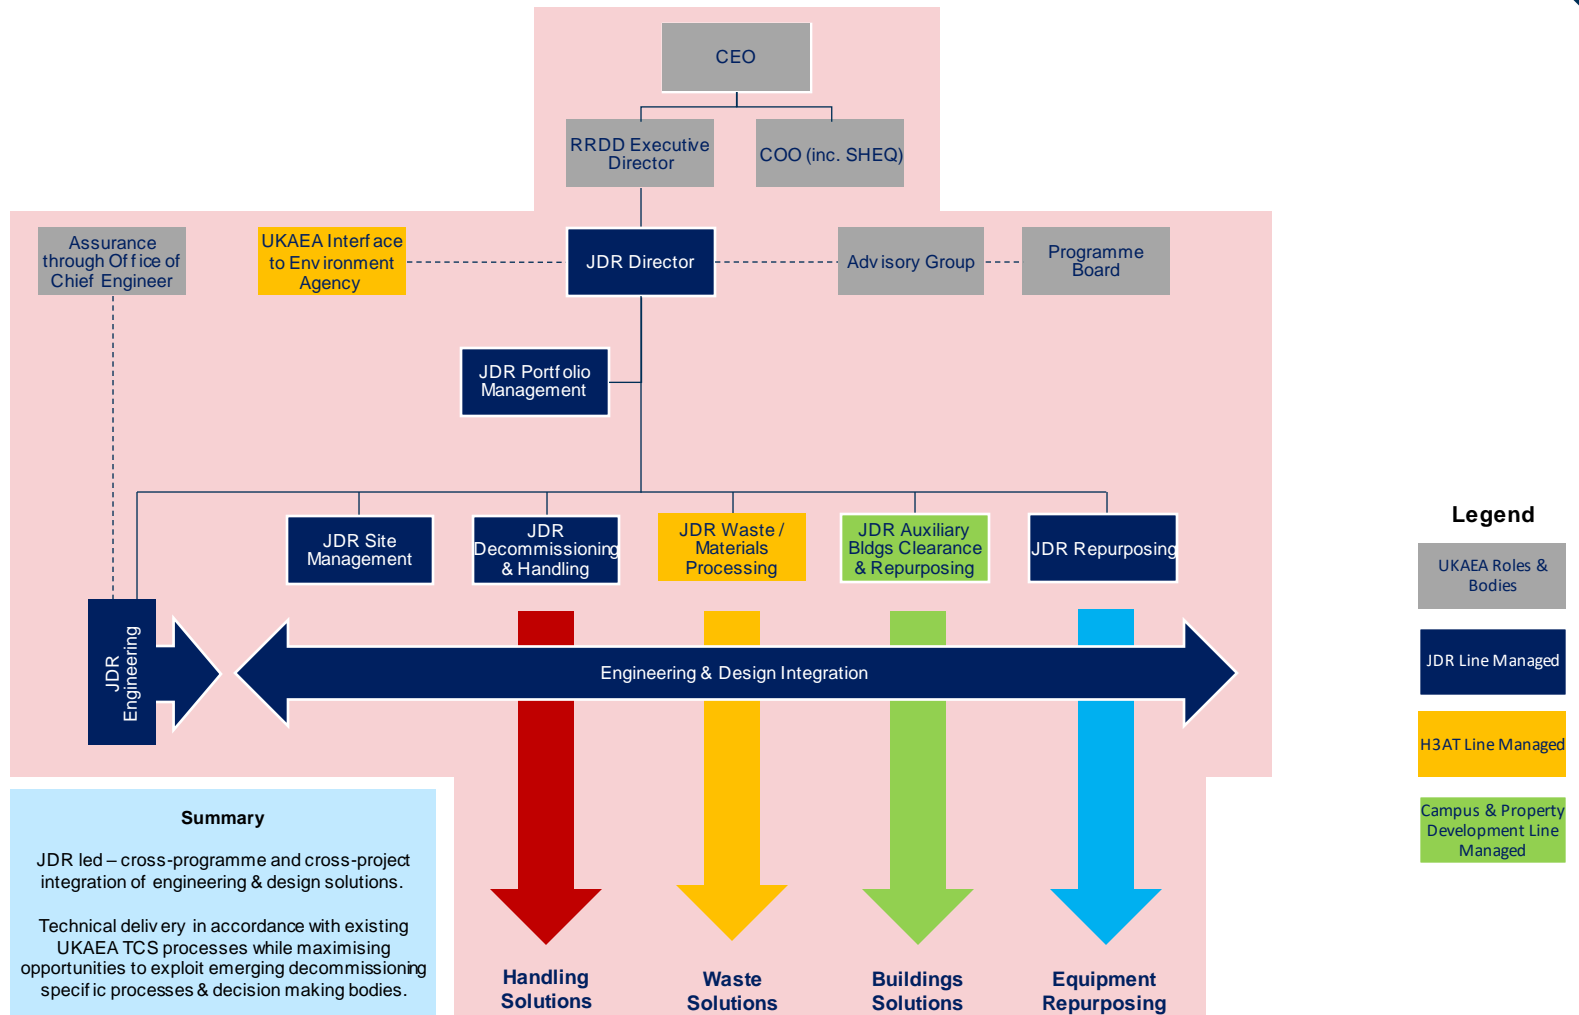 CEO
RRDD Executive
Director
COO (inc. SHEQ)
Assurance
through Office of
Chief Engineer
UKAEA Interface
to Environment
Agency
JDR Director
Advisory Group
Programme
Board
JDR Portfolio
Management
JDR Site
Management
JDR
Decommissioning
& Handling
JDR Waste /
Materials
Processing
JDR Auxiliary
Bldgs Clearance
& Repurposing
JDR Repurposing
JDR
Engineering
Engineering & Design Integration
Legend
UKAEA Roles &
Bodies
JDR Line Managed
H3AT Line Managed
Campus & Property
Development Line
Managed
Summary
JDR led – cross-programme and cross-project
integration of engineering & design solutions.
Technical delivery in accordance with existing
UKAEA TCS processes while maximising
opportunities to exploit emerging decommissioning
specific processes & decision making bodies.
Handling
Solutions
Waste
Solutions
Buildings
Solutions
Equipment
Repurposing